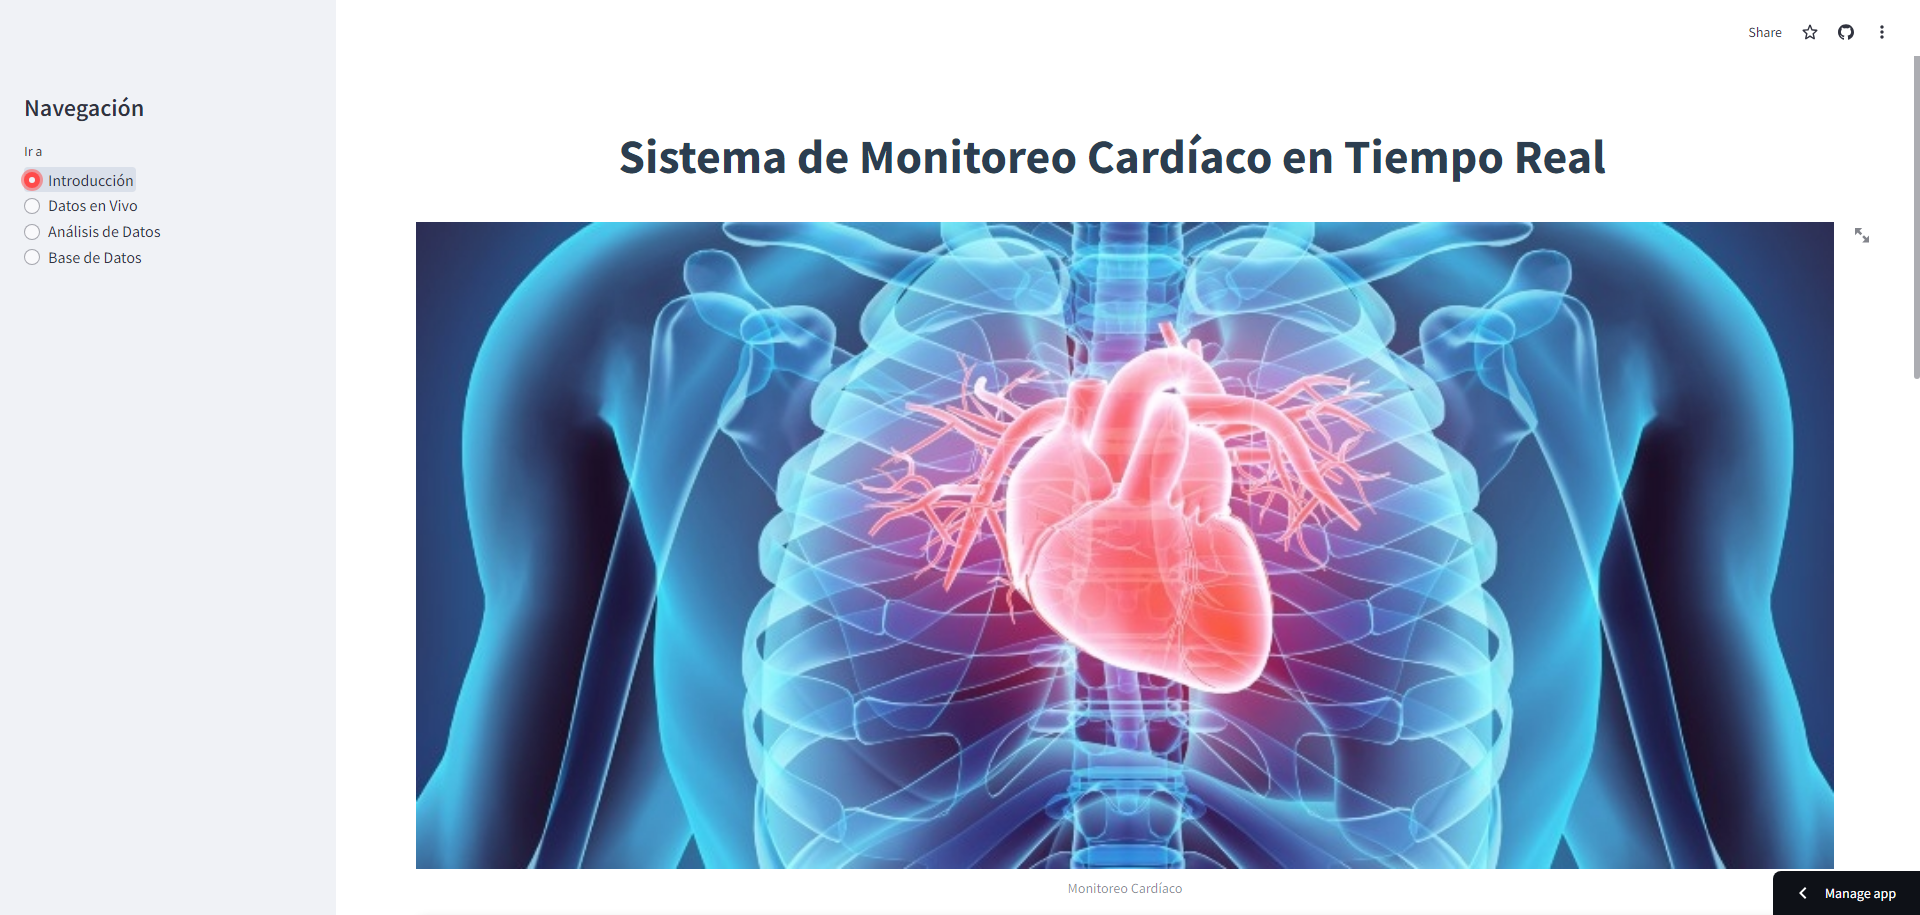 Share
Navegación
Ir a
Introducción
Datos en Vivo
Análisis de Datos
Base de Datos
Sistema de Monitoreo Cardíaco en Tiempo Real
Monitoreo Cardíaco
Manage app